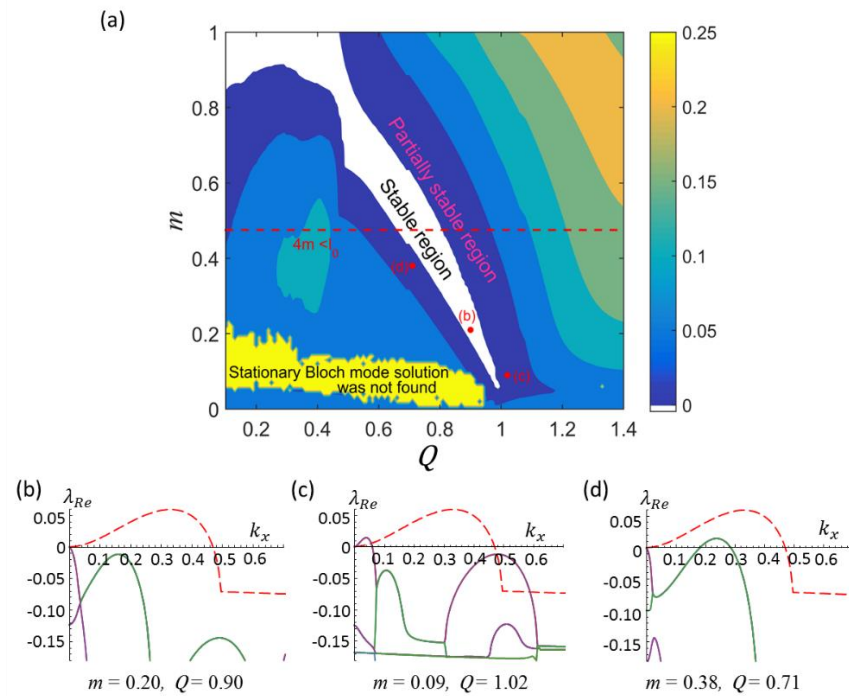 (a)
1
0.8
0.6
0.4
0.2
0
m
0.2 0.4 0.6 0.8 1 1.2 1.4
Q
Partially stable region
Stable region
4m < I₀
(d)
(b)
(c)
Stationary Bloch mode solution
was not found
0.25
0.2
0.15
0.1
0.05
0
(b) λ_Re
0.05
0
-0.05
-0.10
-0.15
k_x
0.1 0.2 0.3 0.4 0.5 0.6
m = 0.20, Q = 0.90
(c) λ_Re
0.05
0
-0.05
-0.10
-0.15
k_x
0.1 0.2 0.3 0.4 0.5 0.6
m = 0.09, Q = 1.02
(d) λ_Re
0.05
0
-0.05
-0.10
-0.15
k_x
0.1 0.2 0.3 0.4 0.5 0.6
m = 0.38, Q = 0.71